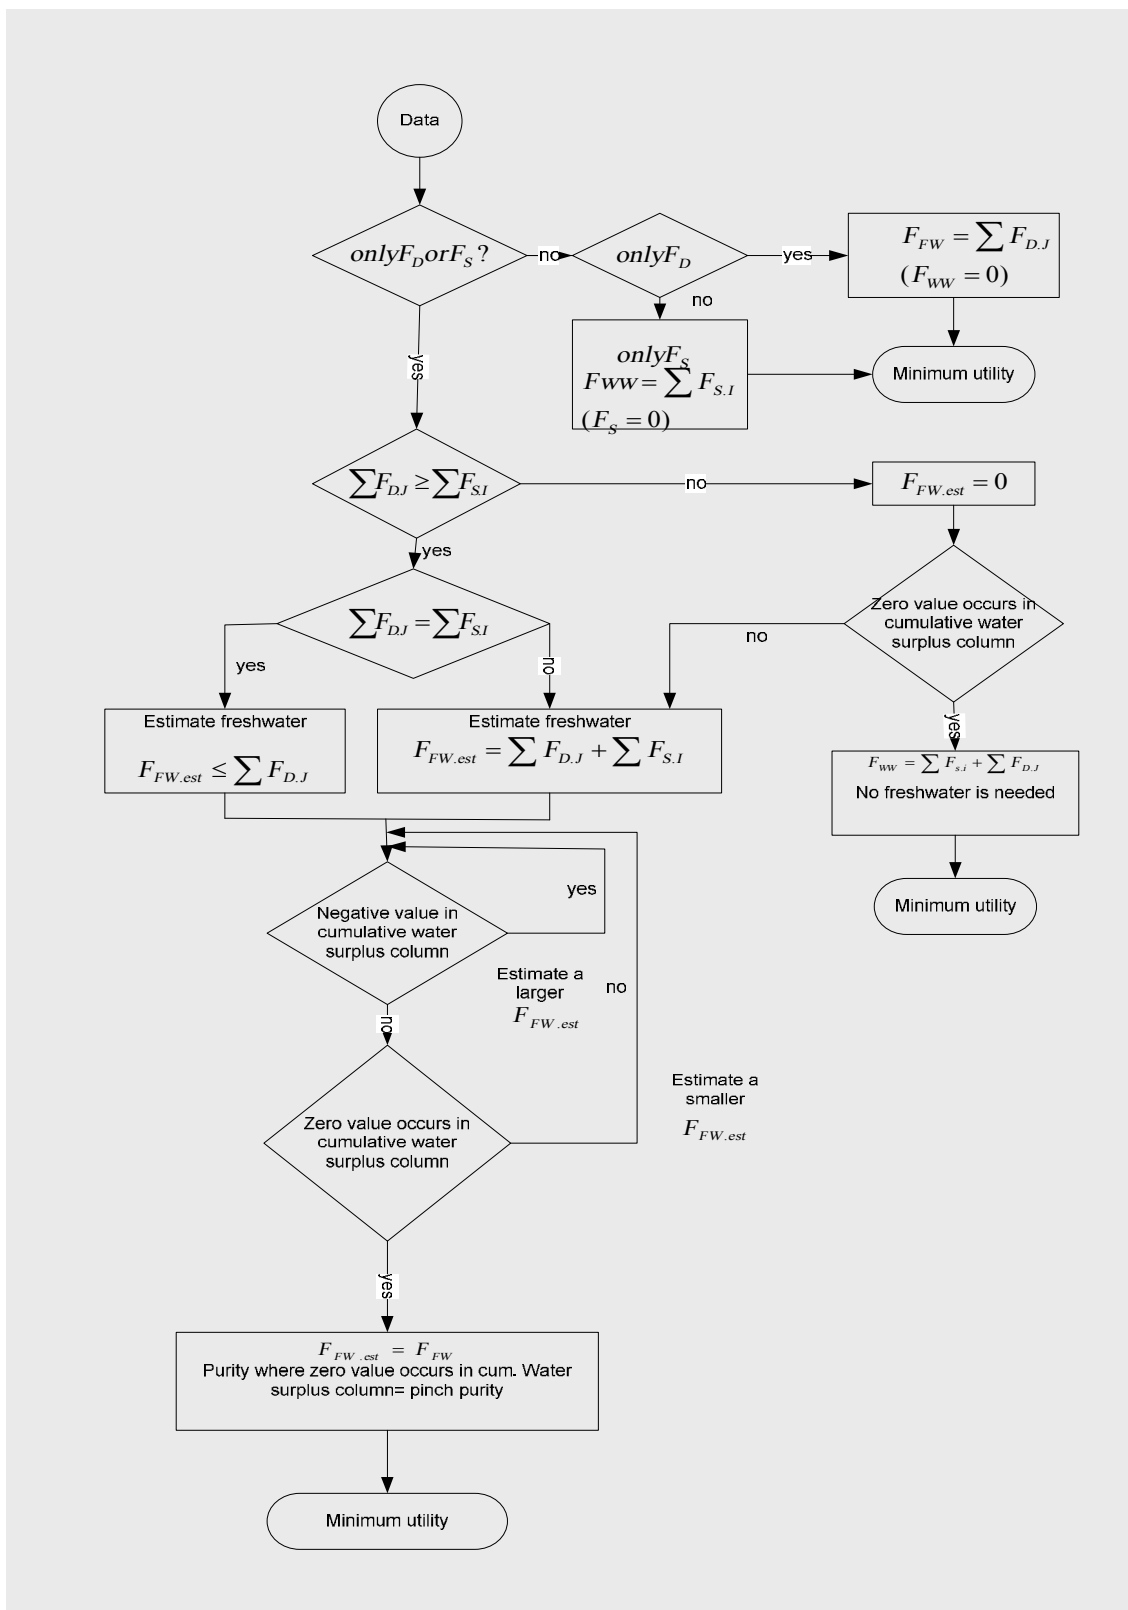 Data
onlyF_D orF_S ?
no
onlyF_D
yes
F_FW = ∑ F_D.J
(F_WW = 0)
no
yes
onlyF_S
Fww = ∑ F_S.I
(F_S = 0)
Minimum utility
∑F_D.J ≥ ∑F_S.I
no
F_FW.est = 0
yes
∑F_D.J = ∑F_S.I
Zero value occurs in
cumulative water
surplus column
no
yes
no
yes
Estimate freshwater
F_FW.est ≤ ∑ F_D.J
Estimate freshwater
F_FW.est = ∑ F_D.J + ∑ F_S.I
F_WW = ∑ F_s.i + ∑ F_D.J
No freshwater is needed
yes
Negative value in
cumulative water
surplus column
Minimum utility
Estimate a
larger
F_FW.est
no
no
Estimate a
smaller
F_FW.est
Zero value occurs in
cumulative water
surplus column
yes
F_FW.est = F_FW
Purity where zero value occurs in cum. Water
surplus column= pinch purity
Minimum utility